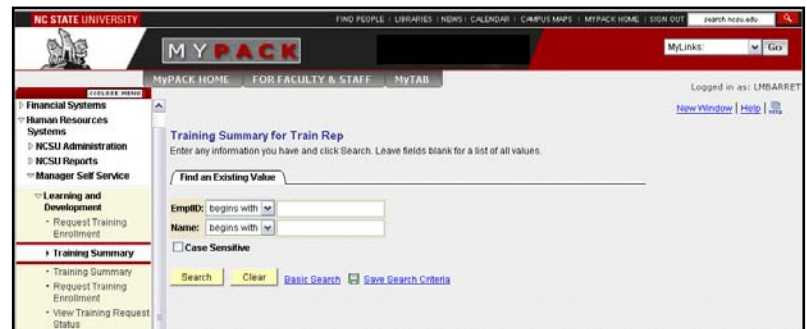 NC STATE UNIVERSITY
FIND PEOPLE | LIBRARIES | NEWS | CALENDAR | CAMPUS MAPS | MYPACK HOME | SIGN OUT
search ncsu.edu
MYPACK
MyLinks:
Go
MyPACK HOME FOR FACULTY & STAFF MyTAB
Logged in as: LMBARRET
CLOSE MENU
New Window | Help |
Financial Systems
Human Resources
Systems
NCSU Administration
NCSU Reports
Manager Self Service
Learning and
Development
- Request Training
Enrollment
Training Summary
- Training Summary
- Request Training
Enrollment
- View Training Request
Status
Training Summary for Train Rep
Enter any information you have and click Search. Leave fields blank for a list of all values.
Find an Existing Value
EmplID: begins with
Name: begins with
Case Sensitive
Search Clear Basic Search Save Search Criteria